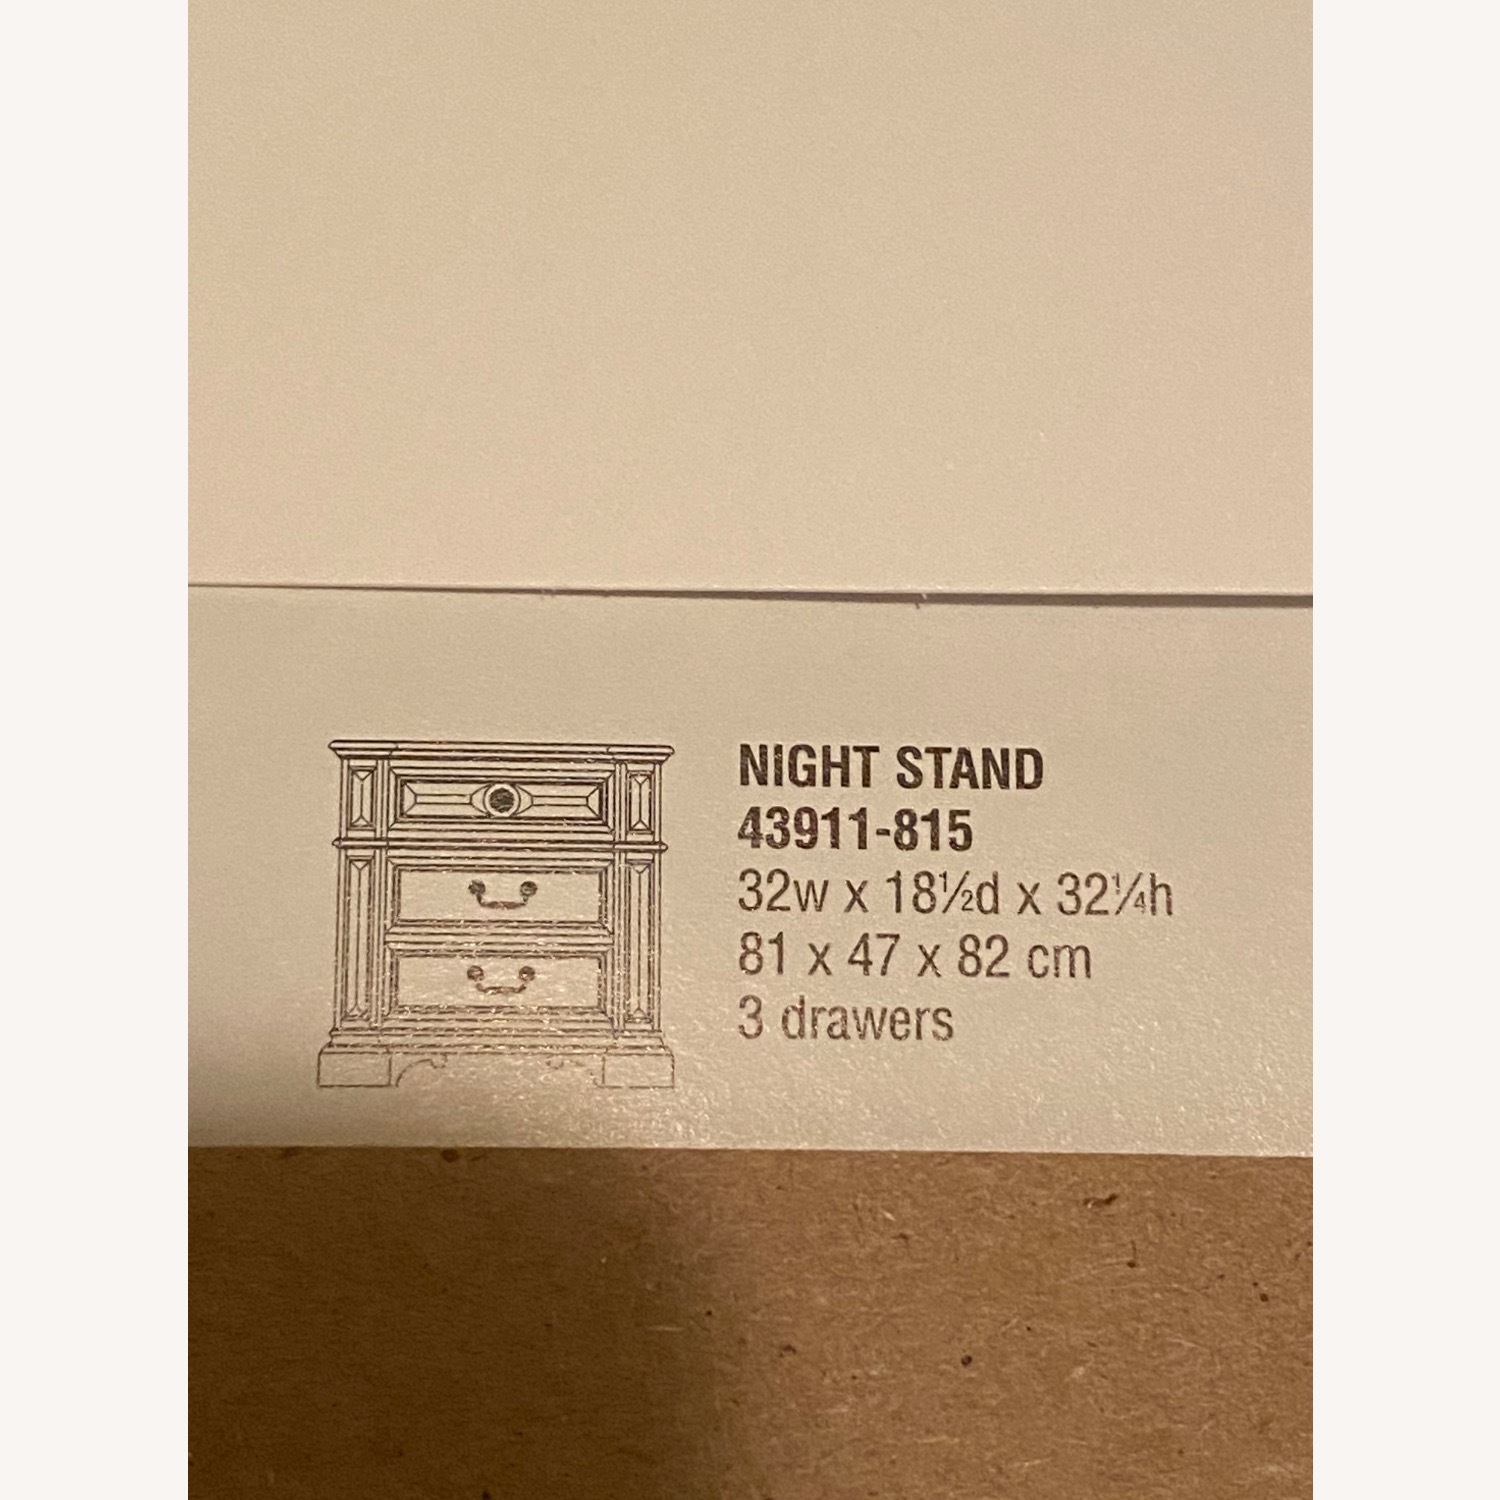 NIGHT STAND
43911-815
32w x 18½d x 32¼h
81 x 47 x 82 cm
3 drawers